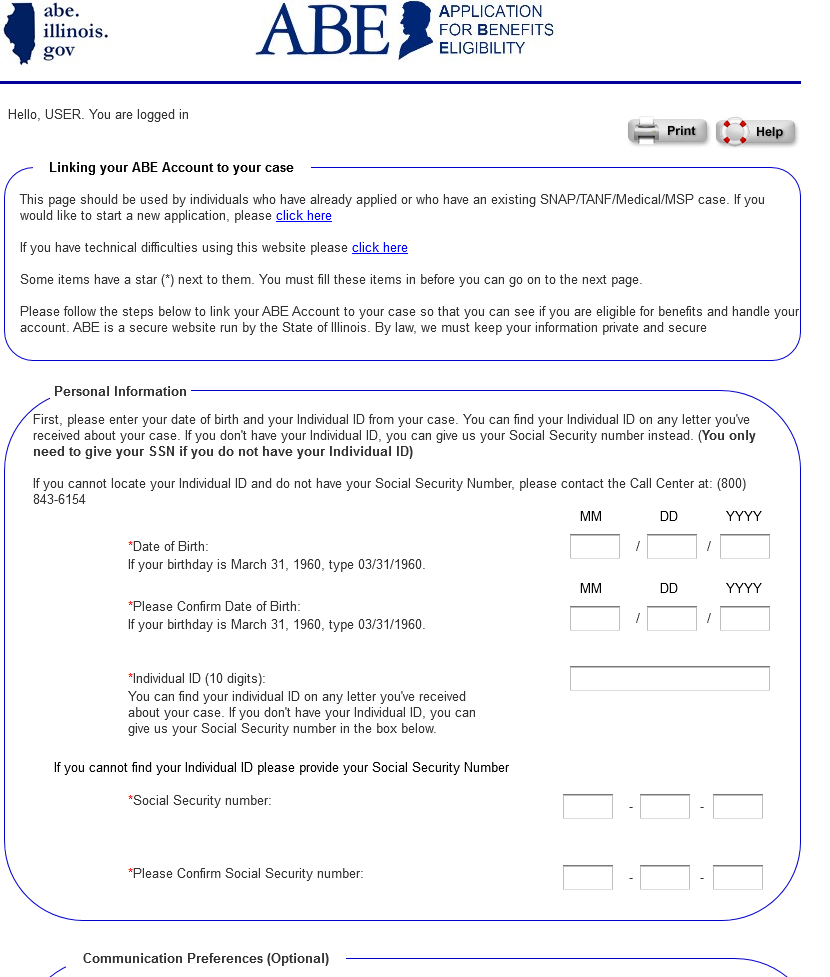 abe.
illinois.
gov
ABE
APPLICATION
FOR BENEFITS
ELIGIBILITY
Hello, USER. You are logged in
Print
Help
Linking your ABE Account to your case
This page should be used by individuals who have already applied or who have an existing SNAP/TANF/Medical/MSP case. If you
would like to start a new application, please click here
If you have technical difficulties using this website please click here
Some items have a star (*) next to them. You must fill these items in before you can go on to the next page.
Please follow the steps below to link your ABE Account to your case so that you can see if you are eligible for benefits and handle your
account. ABE is a secure website run by the State of Illinois. By law, we must keep your information private and secure
Personal Information
First, please enter your date of birth and your Individual ID from your case. You can find your Individual ID on any letter you've
received about your case. If you don't have your Individual ID, you can give us your Social Security number instead. (You only
need to give your SSN if you do not have your Individual ID)
If you cannot locate your Individual ID and do not have your Social Security Number, please contact the Call Center at: (800)
843-6154
MM DD YYYY
*Date of Birth: / /
If your birthday is March 31, 1960, type 03/31/1960.
MM DD YYYY
*Please Confirm Date of Birth: / /
If your birthday is March 31, 1960, type 03/31/1960.
*Individual ID (10 digits):
You can find your individual ID on any letter you've received
about your case. If you don't have your Individual ID, you can
give us your Social Security number in the box below.
If you cannot find your Individual ID please provide your Social Security Number
*Social Security number: - -
*Please Confirm Social Security number: - -
Communication Preferences (Optional)